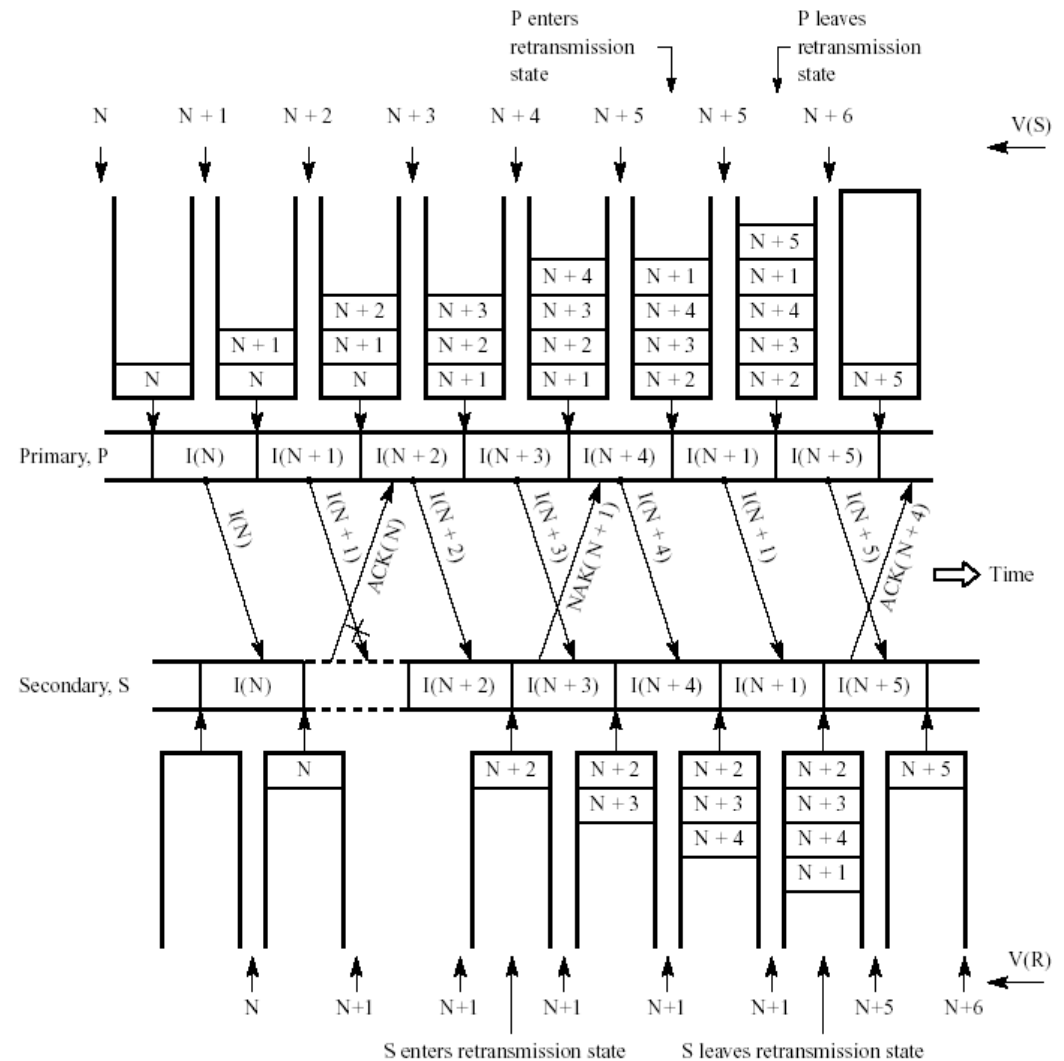 P enters
retransmission
state
P leaves
retransmission
state
N N + 1 N + 2 N + 3 N + 4 N + 5 N + 5 N + 6
V(S)
N + 5
N + 4 N + 1 N + 1
N + 2 N + 3 N + 3 N + 4 N + 4
N + 1 N + 1 N + 2 N + 2 N + 3 N + 3
N N N N + 1 N + 1 N + 2 N + 2 N + 5
Primary, P I(N) I(N + 1) I(N + 2) I(N + 3) I(N + 4) I(N + 1) I(N + 5)
I(N) I(N + 1) ACK(N) I(N + 2) I(N + 3) NAK(N + 1) I(N + 4) I(N + 1) I(N + 5) ACK(N + 4)
Time
Secondary, S I(N) I(N + 2) I(N + 3) I(N + 4) I(N + 1) I(N + 5)
N N + 2 N + 2 N + 2 N + 2 N + 5
N + 3 N + 3 N + 3
N + 4 N + 4
N + 1
V(R)
N N+1 N+1 N+1 N+1 N+1 N+5 N+6
S enters retransmission state S leaves retransmission state